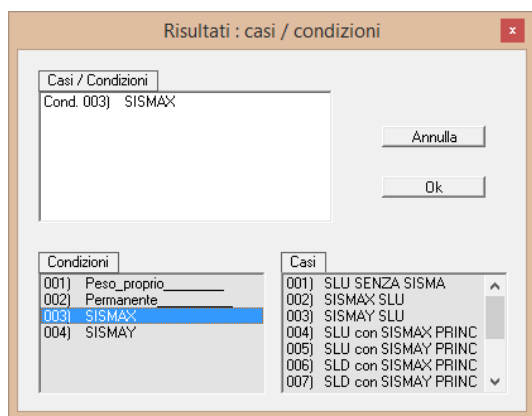 Risultati : casi / condizioni
x
Casi / Condizioni
Cond. 003) SISMAX
Annulla
Ok
Condizioni
001) Peso_proprio________
002) Permanente__________
003) SISMAX
004) SISMAY
Casi
001) SLU SENZA SISMA
002) SISMAX SLU
003) SISMAY SLU
004) SLU con SISMAX PRINC
005) SLU con SISMAY PRINC
006) SLD con SISMAX PRINC
007) SLD con SISMAY PRINC